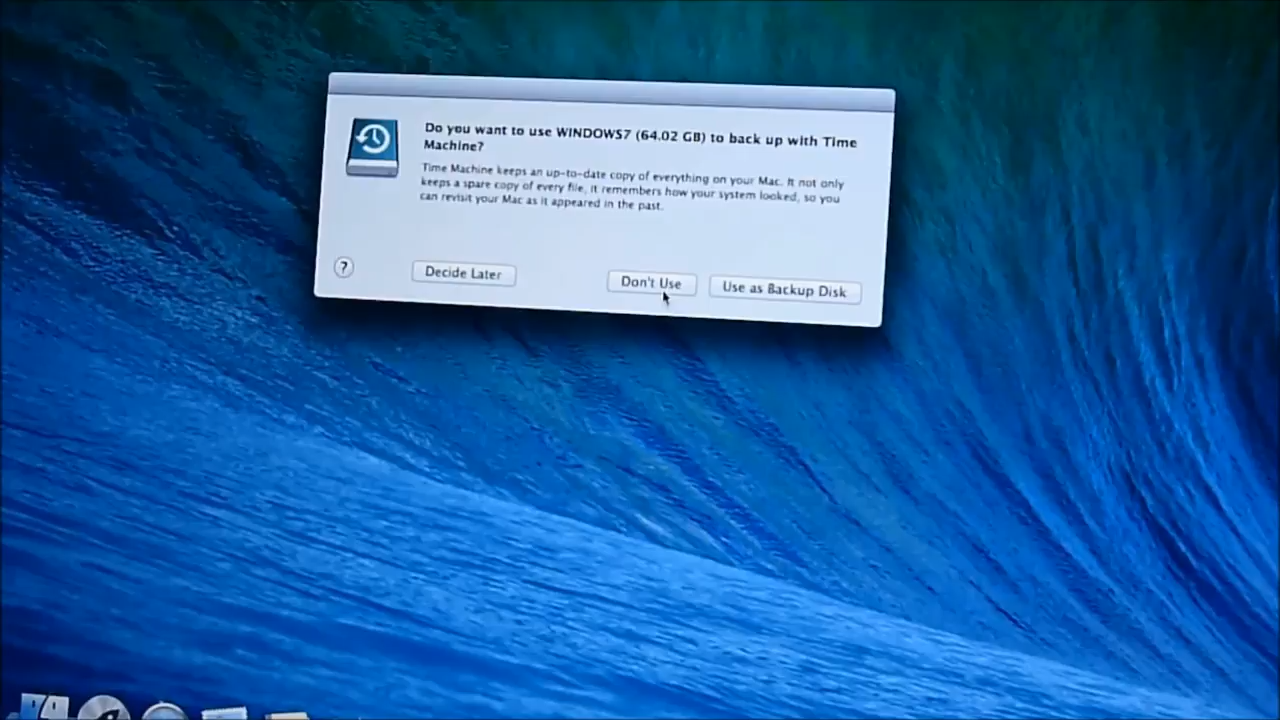 Do you want to use WINDOWS7 (64.02 GB) to back up with Time
Machine?
Time Machine keeps an up-to-date copy of everything on your Mac. It not only
keeps a spare copy of every file, it remembers how your system looked, so you
can revisit your Mac as it appeared in the past.
?
Decide Later
Don't Use
Use as Backup Disk